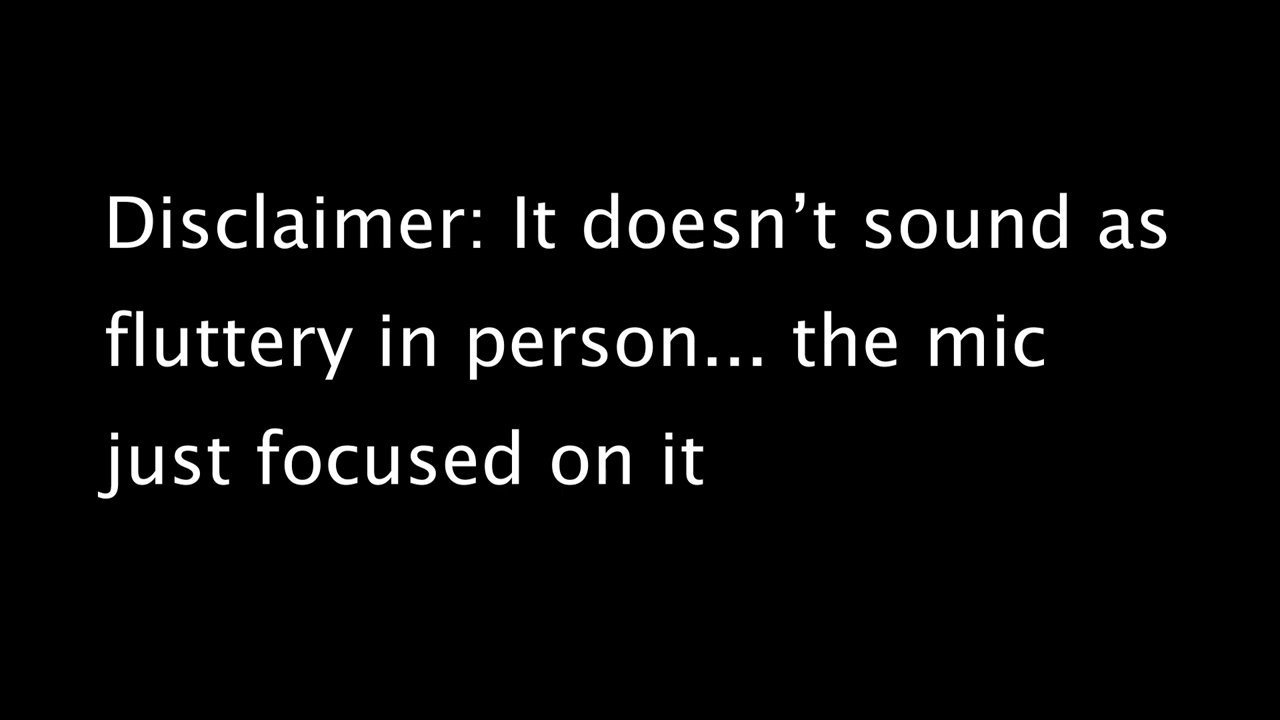 Disclaimer: It doesn’t sound as
fluttery in person... the mic
just focused on it